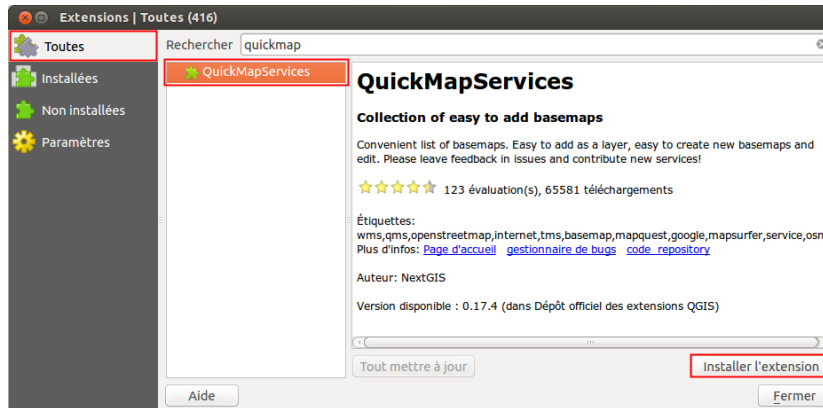 Extensions | Toutes (416)
Toutes
Installées
Non installées
Paramètres
Rechercher quickmap
QuickMapServices
QuickMapServices
Collection of easy to add basemaps
Convenient list of basemaps. Easy to add as a layer, easy to create new basemaps and
edit. Please leave feedback in issues and contribute new services!
123 évaluation(s), 65581 téléchargements
Étiquettes:
wms,qms,openstreetmap,internet,tms,basemap,mapquest,google,mapsurfer,service,osm
Plus d'infos: Page d'accueil gestionnaire de bugs code_repository
Auteur: NextGIS
Version disponible : 0.17.4 (dans Dépôt officiel des extensions QGIS)
Tout mettre à jour
Installer l'extension
Aide
Fermer